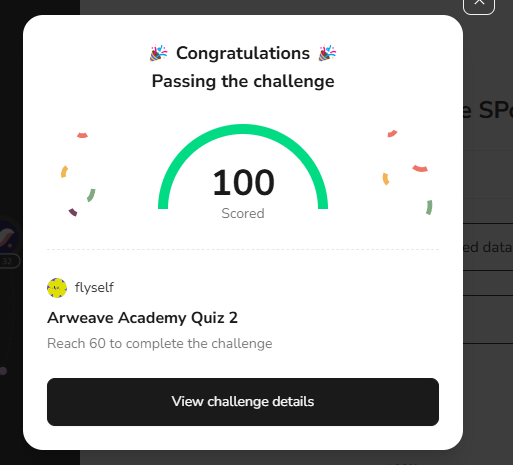 🎉 Congratulations 🎉
Passing the challenge
e SPo
100
Scored
ed data
32
flyself
Arweave Academy Quiz 2
Reach 60 to complete the challenge
View challenge details